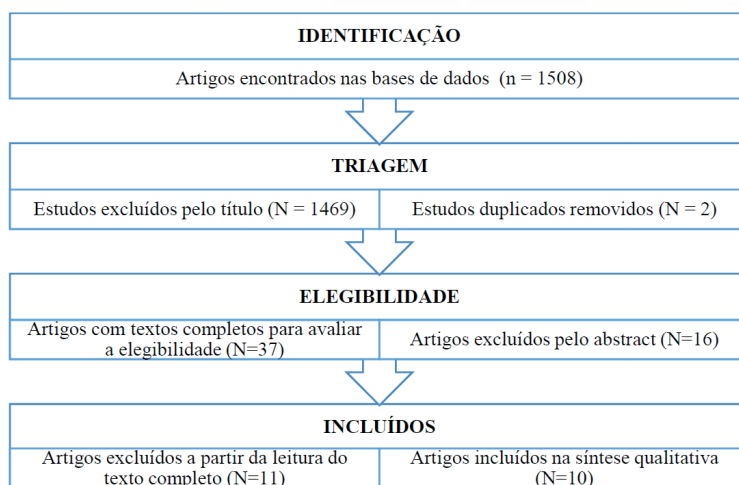 IDENTIFICAÇÃO
Artigos encontrados nas bases de dados (n = 1508)
TRIAGEM
Estudos excluídos pelo título (N = 1469)
Estudos duplicados removidos (N = 2)
ELEGIBILIDADE
Artigos com textos completos para avaliar
a elegibilidade (N=37)
Artigos excluídos pelo abstract (N=16)
INCLUÍDOS
Artigos excluídos a partir da leitura do
texto completo (N=11)
Artigos incluídos na síntese qualitativa
(N=10)